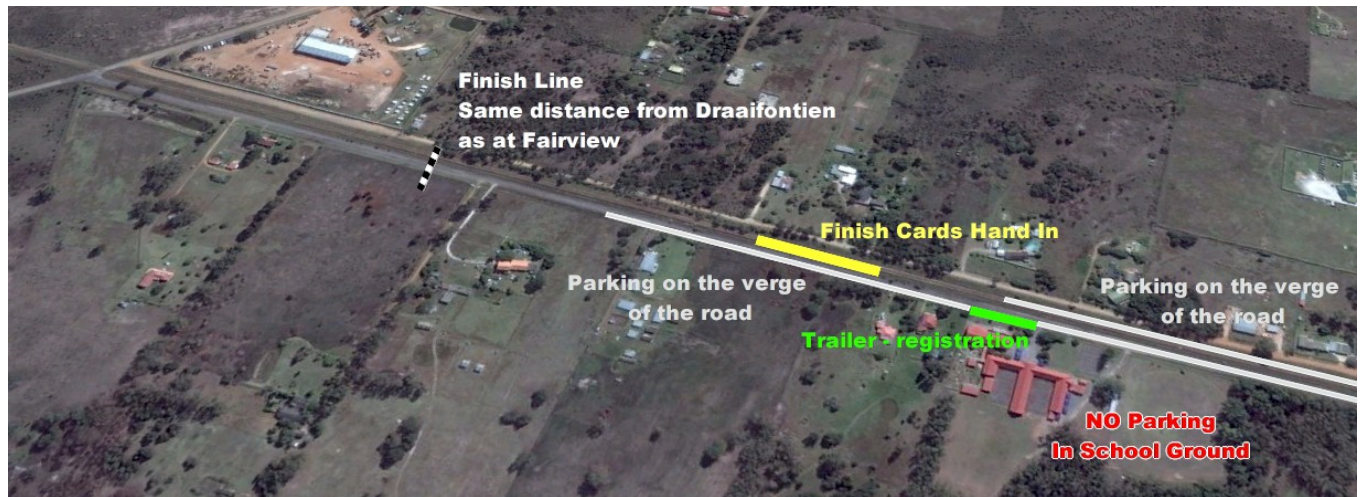 Finish Line
Same distance from Draaifontien
as at Fairview
Finish Cards Hand In
Parking on the verge
of the road
Parking on the verge
of the road
Trailer - registration
NO Parking
In School Ground